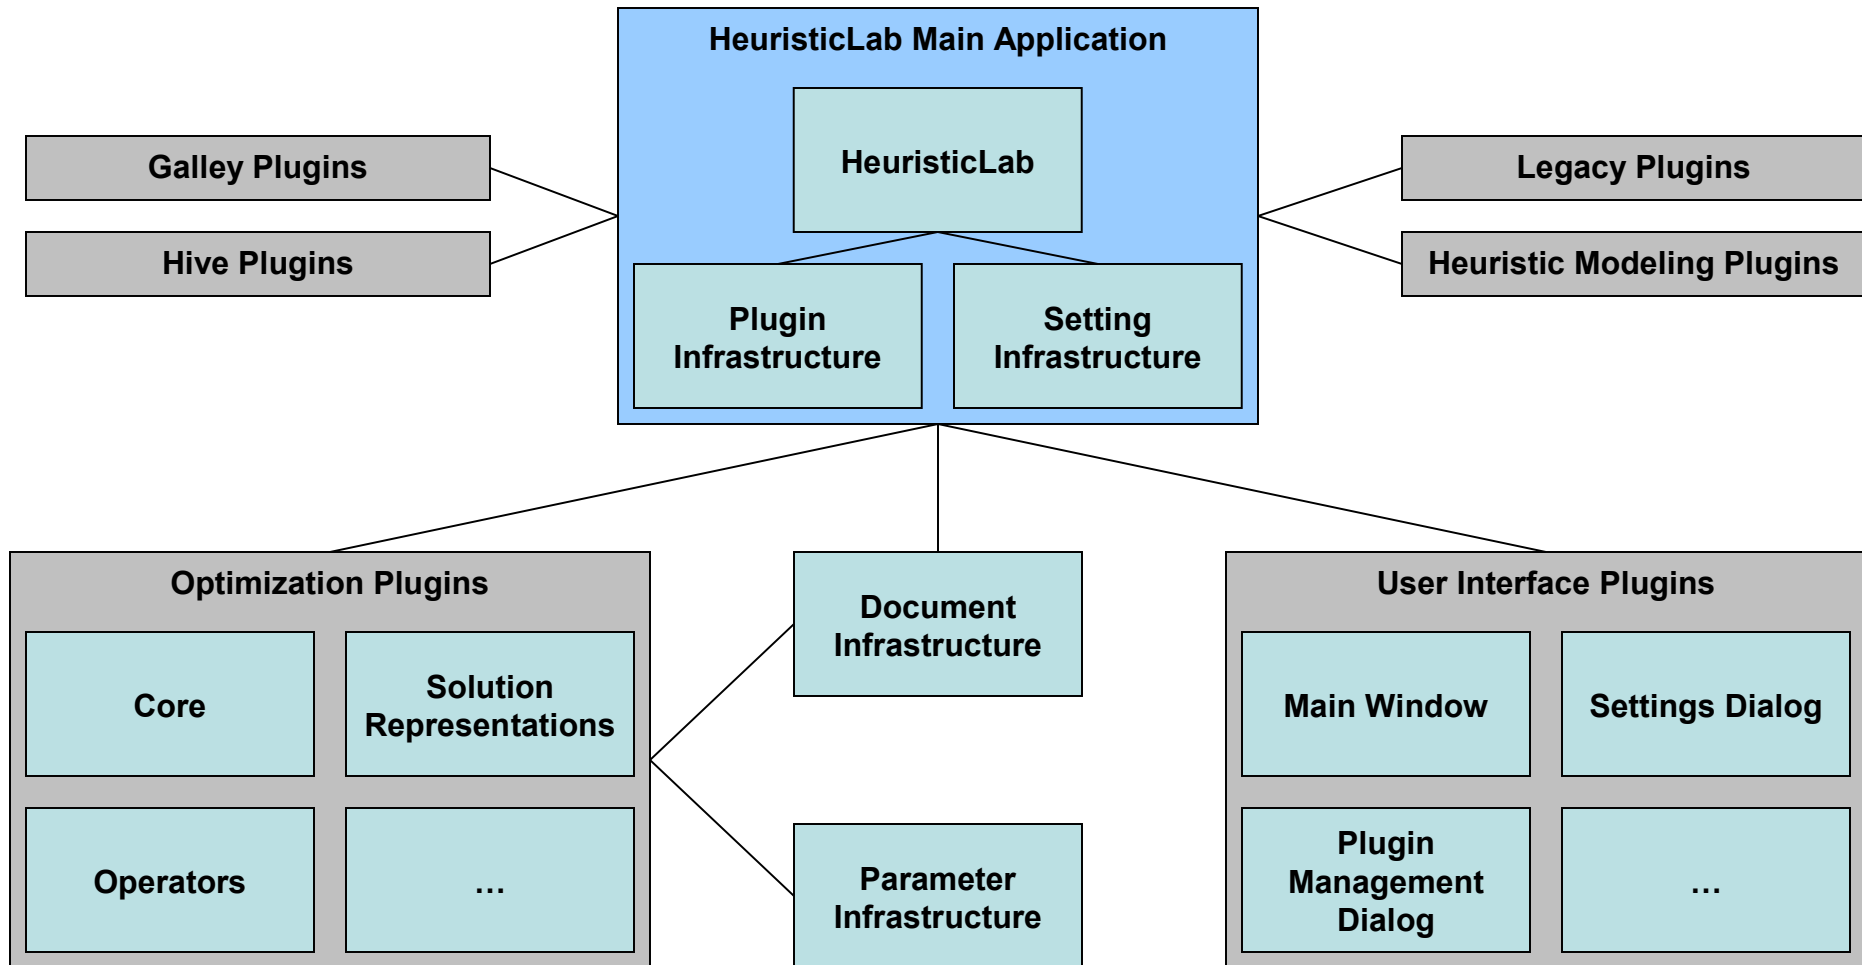 HeuristicLab Main Application
HeuristicLab
Galley Plugins
Hive Plugins
Legacy Plugins
Heuristic Modeling Plugins
Plugin
Infrastructure
Setting
Infrastructure
Optimization Plugins
Core
Solution
Representations
Operators
...
Document
Infrastructure
Parameter
Infrastructure
User Interface Plugins
Main Window
Settings Dialog
Plugin
Management
Dialog
...